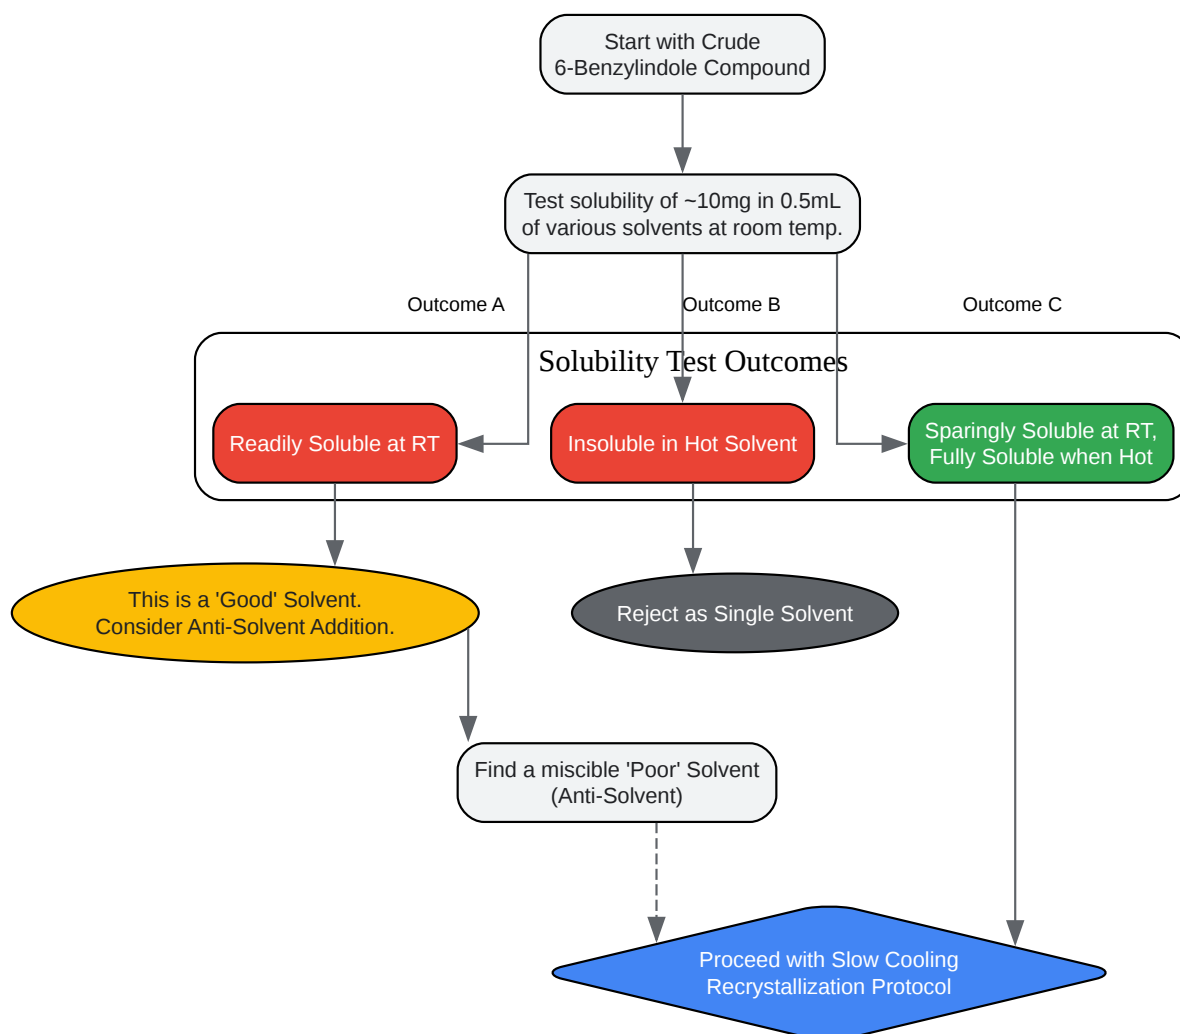 Start with Crude
6-Benzylindole Compound
Test solubility of ~10mg in 0.5mL
of various solvents at room temp.
Outcome A
Outcome B
Outcome C
Solubility Test Outcomes
Readily Soluble at RT
Insoluble in Hot Solvent
Sparingly Soluble at RT,
Fully Soluble when Hot
This is a 'Good' Solvent.
Consider Anti-Solvent Addition.
Reject as Single Solvent
Find a miscible 'Poor' Solvent
(Anti-Solvent)
Proceed with Slow Cooling
Recrystallization Protocol